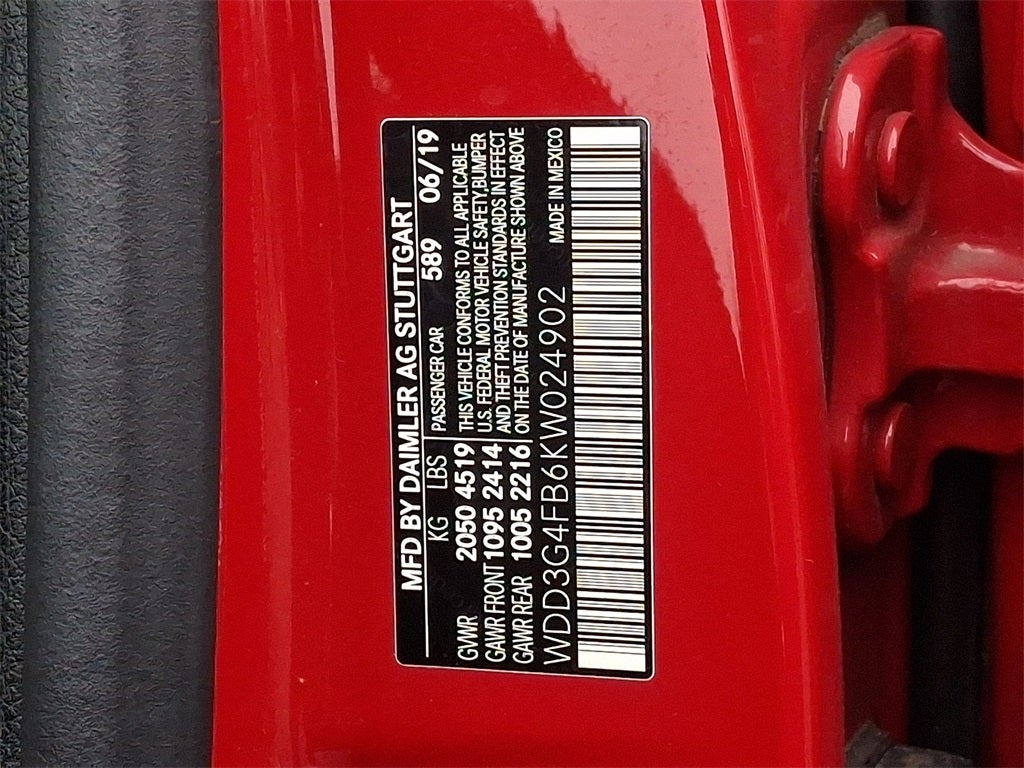 MFD BY DAIMLER AG STUTTGART
KG LBS PASSENGER CAR 589 06/19
GVWR 2050 4519 THIS VEHICLE CONFORMS TO ALL APPLICABLE
GAWR FRONT 1095 2414 U.S. FEDERAL MOTOR VEHICLE SAFETY,BUMPER
AND THEFT PREVENTION STANDARDS IN EFFECT
GAWR REAR 1005 2216 ON THE DATE OF MANUFACTURE SHOWN ABOVE
WDD3G4FB6KW024902 MADE IN MEXICO